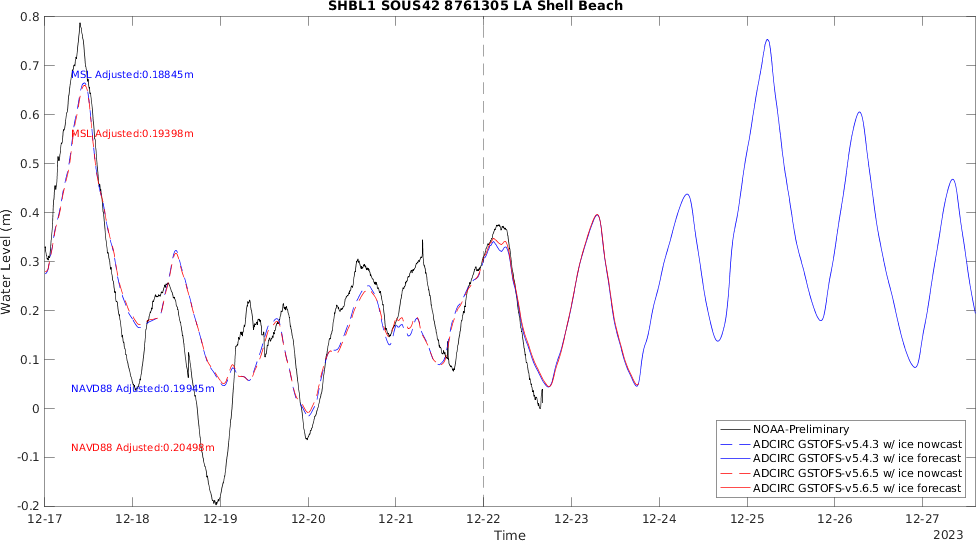 SHBL1 SOUS42 8761305 LA Shell Beach
Water Level (m)
0.8
0.7
0.6
0.5
0.4
0.3
0.2
0.1
0
-0.1
-0.2
MSL Adjusted:0.18845m
MSL Adjusted:0.19398m
NAVD88 Adjusted:0.19945m
NAVD88 Adjusted:0.20498m
NOAA-Preliminary
ADCIRC GSTOFS-v5.4.3 w/ ice nowcast
ADCIRC GSTOFS-v5.4.3 w/ ice forecast
ADCIRC GSTOFS-v5.6.5 w/ ice nowcast
ADCIRC GSTOFS-v5.6.5 w/ ice forecast
12-17 12-18 12-19 12-20 12-21 12-22 12-23 12-24 12-25 12-26 12-27
Time
2023